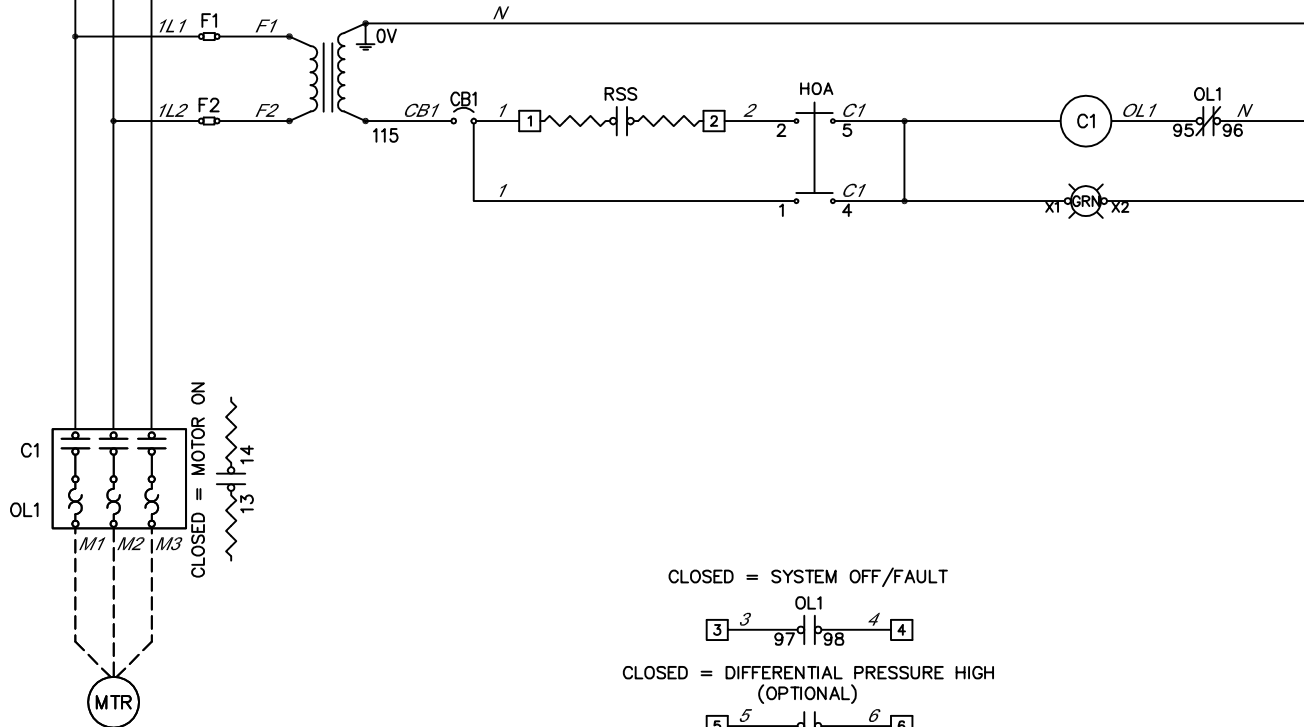 N
1L1 F1 F1
0V
1L2 F2 F2
115
CB1 CB1 1
1 RSS 2
2
HOA
2 C1 5
C1
OL1
OL1
95 96
N
1
1 C1 4
X1 GRN X2
C1
OL1
CLOSED = MOTOR ON
14
13
M1 M2 M3
MTR
CLOSED = SYSTEM OFF/FAULT
OL1
3 3 97 98 4 4
CLOSED = DIFFERENTIAL PRESSURE HIGH
(OPTIONAL)
5 5 6 6